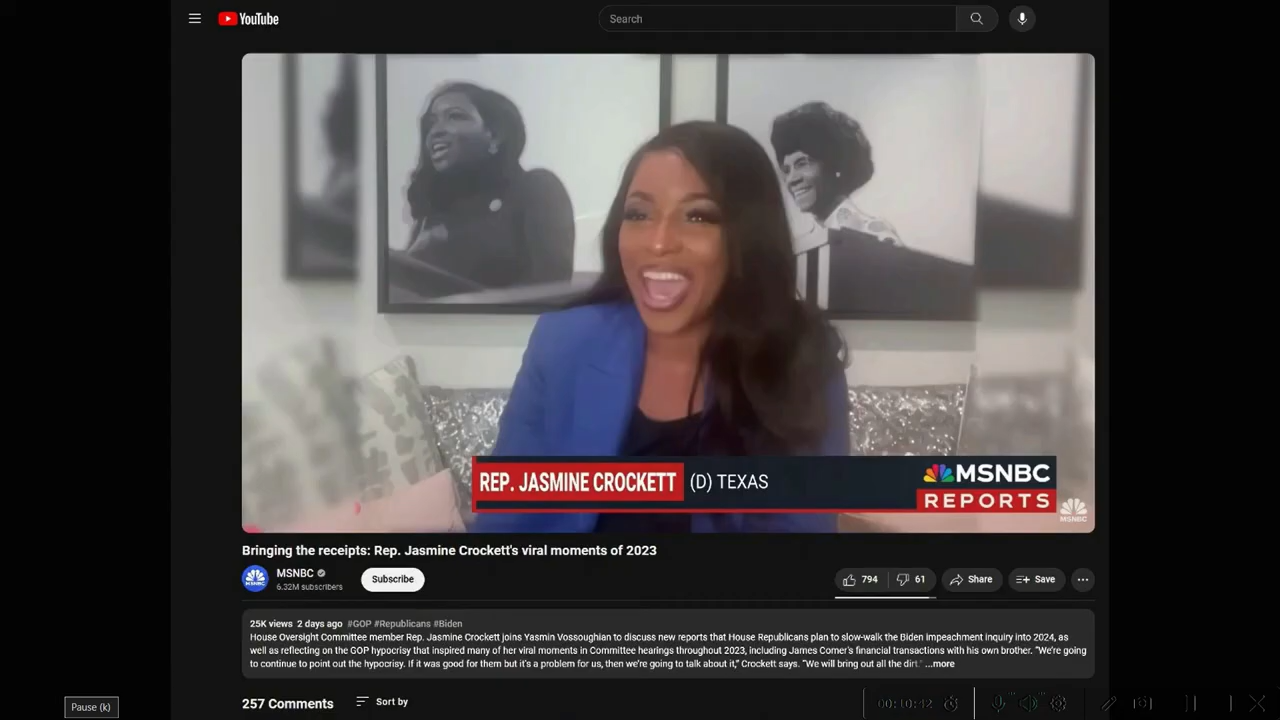 YouTube
Search
REP. JASMINE CROCKETT (D) TEXAS
MSNBC
REPORTS
MSNBC
Bringing the receipts: Rep. Jasmine Crockett's viral moments of 2023
MSNBC
6.32M subscribers
Subscribe
794
61
Share
Save
25K views 2 days ago #GOP #Republicans #Biden
House Oversight Committee member Rep. Jasmine Crockett joins Yasmin Vossoughian to discuss new reports that House Republicans plan to slow-walk the Biden impeachment inquiry into 2024, as
well as reflecting on the GOP hypocrisy that inspired many of her viral moments in Committee hearings throughout 2023, including James Comer's financial transactions with his own brother. "We're going
to continue to point out the hypocrisy. If it was good for them but it's a problem for us, then we're going to talk about it," Crockett says. "We will bring out all the dirt." ...more
257 Comments
Sort by
Pause (k)
00:10:42